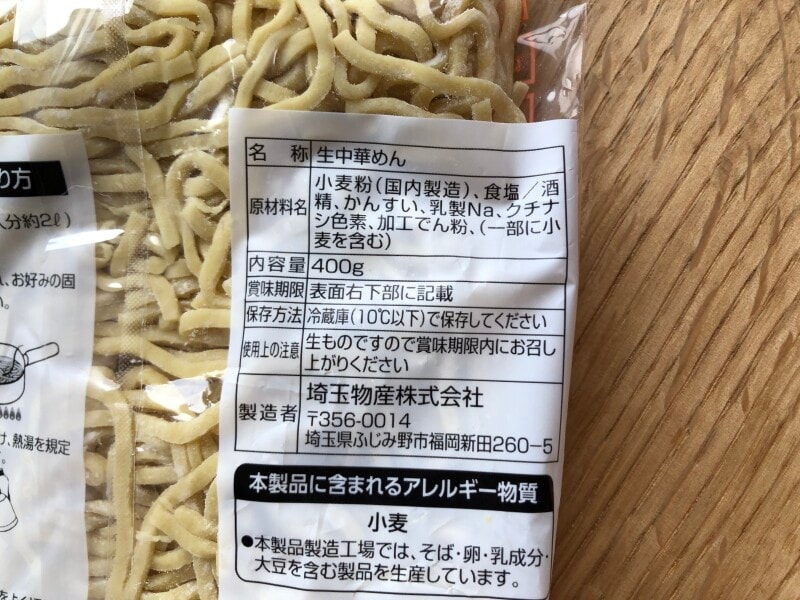 り方
人分約2ℓ)
、お好みの固
い。
け、熱湯を規定
名 称 生中華めん
原材料名 小麦粉(国内製造)、食塩/酒
精、かんすい、乳製Na、クチナ
シ色素、加工でん粉、(一部に小
麦を含む)
内容量 400g
賞味期限 表面右下部に記載
保存方法 冷蔵庫(10℃以下)で保存してください
使用上の注意 生ものですので賞味期限内にお召し
上がりください
製造者 埼玉物産株式会社
〒356-0014
埼玉県ふじみ野市福岡新田260-5
本製品に含まれるアレルギー物質
小麦
●本製品製造工場では、そば・卵・乳成分・
大豆を含む製品を生産しています。